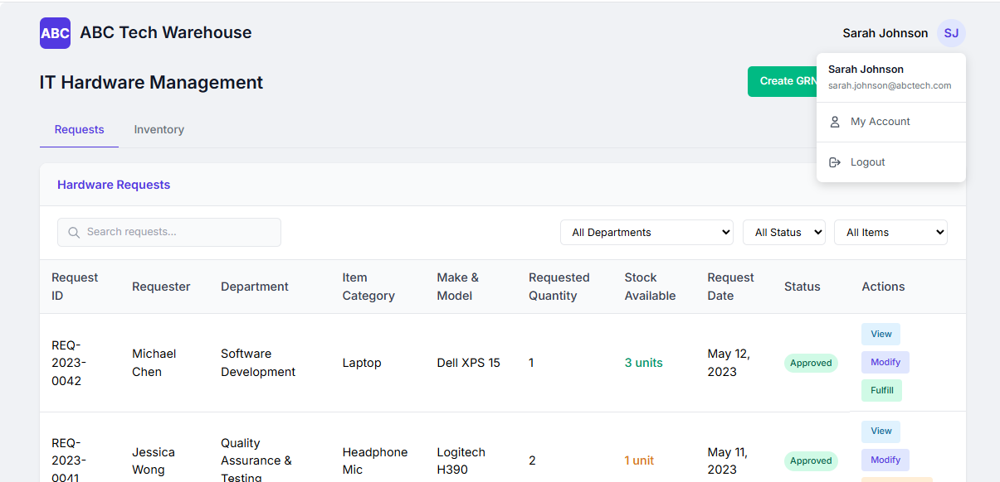 ABC ABC Tech Warehouse
Sarah Johnson SJ
Sarah Johnson
sarah.johnson@abctech.com
My Account
Logout
IT Hardware Management
Create GRN
Requests Inventory
Hardware Requests
Search requests...
All Departments All Status All Items
Request ID Requester Department Item Category Make & Model Requested Quantity Stock Available Request Date Status Actions
REQ-2023-0042 Michael Chen Software Development Laptop Dell XPS 15 1 3 units May 12, 2023 Approved View Modify Fulfill
REQ-2023-0041 Jessica Wong Quality Assurance & Testing Headphone Mic Logitech H390 2 1 unit May 11, 2023 Approved View Modify